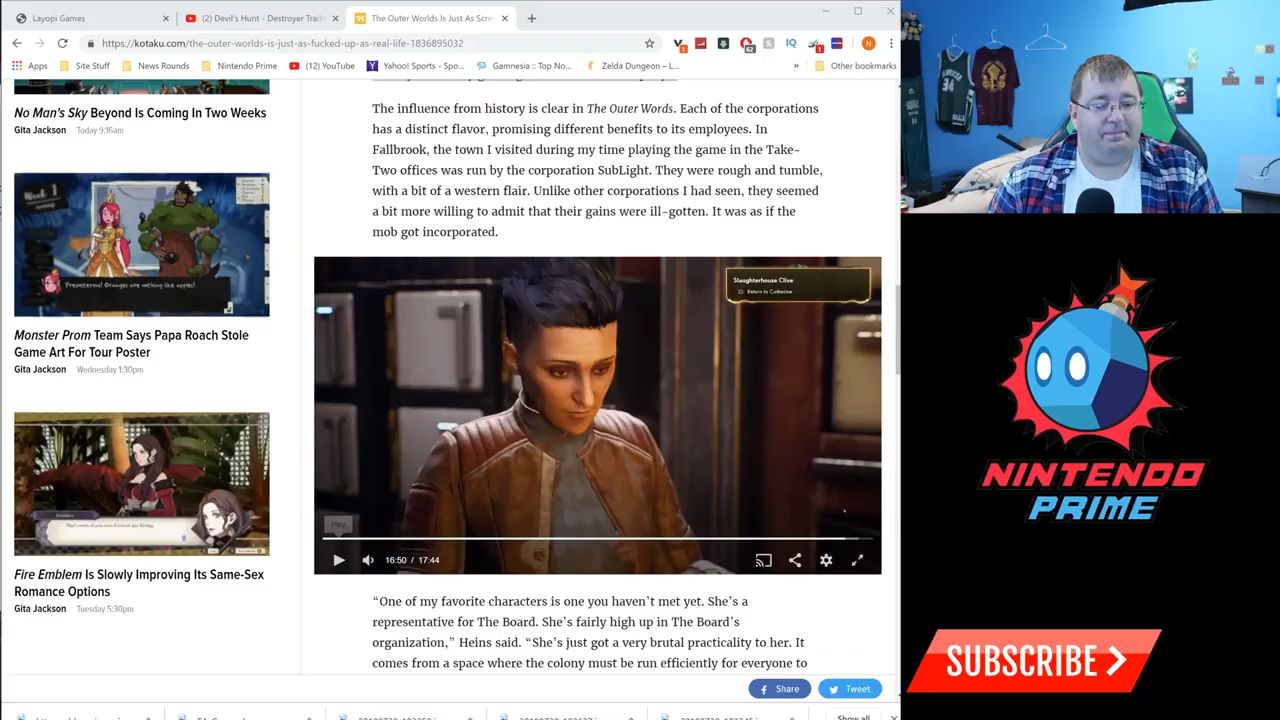 Layopi Games
(2) Devil's Hunt - Destroyer Traile
The Outer Worlds Is Just As Scre
https://kotaku.com/the-outer-worlds-is-just-as-fucked-up-as-real-life-1836895032
Apps
Site Stuff
News Rounds
Nintendo Prime
(12) YouTube
Yahoo! Sports - Spo...
Gamnesia :: Top No...
Zelda Dungeon – L...
»
Other bookmarks
No Man's Sky Beyond Is Coming In Two Weeks
Gita Jackson Today 9:16am
Preposterous! Oranges are nothing like apples!
Monster Prom Team Says Papa Roach Stole
Game Art For Tour Poster
Gita Jackson Wednesday 1:30pm
Fire Emblem Is Slowly Improving Its Same-Sex
Romance Options
Gita Jackson Tuesday 5:30pm
The influence from history is clear in The Outer Words. Each of the corporations
has a distinct flavor, promising different benefits to its employees. In
Fallbrook, the town I visited during my time playing the game in the Take-
Two offices was run by the corporation SubLight. They were rough and tumble,
with a bit of a western flair. Unlike other corporations I had seen, they seemed
a bit more willing to admit that their gains were ill-gotten. It was as if the
mob got incorporated.
Slaughterhouse Clive
Return to Catherine
Play
16:50 / 17:44
“One of my favorite characters is one you haven’t met yet. She’s a
representative for The Board. She’s fairly high up in The Board’s
organization,” Heins said. “She’s just got a very brutal practicality to her. It
comes from a space where the colony must be run efficiently for everyone to
Share
Tweet
Show all
34
NINTENDO
PRIME
SUBSCRIBE